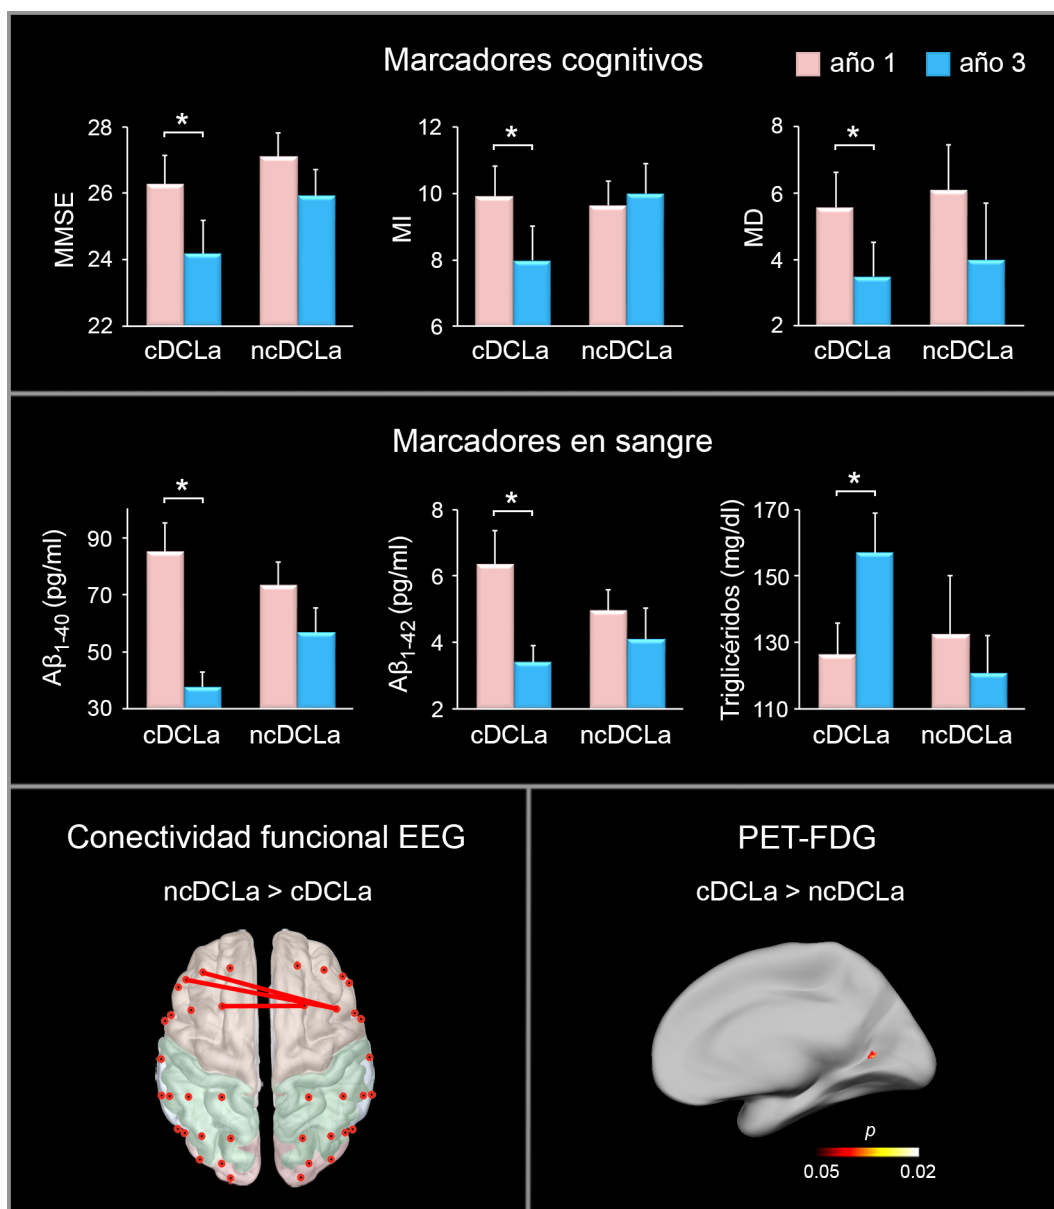 Marcadores cognitivos
año 1
año 3
*
*
*
28
26
24
22
MMSE
cDCLa
ncDCLa
12
10
8
6
MI
cDCLa
ncDCLa
8
6
4
2
MD
cDCLa
ncDCLa
Marcadores en sangre
*
*
*
90
70
50
30
Aβ1-40 (pg/ml)
cDCLa
ncDCLa
8
6
4
2
Aβ1-42 (pg/ml)
cDCLa
ncDCLa
170
150
130
110
Triglicéridos (mg/dl)
cDCLa
ncDCLa
Conectividad funcional EEG
ncDCLa > cDCLa
PET-FDG
cDCLa > ncDCLa
p
0.05
0.02